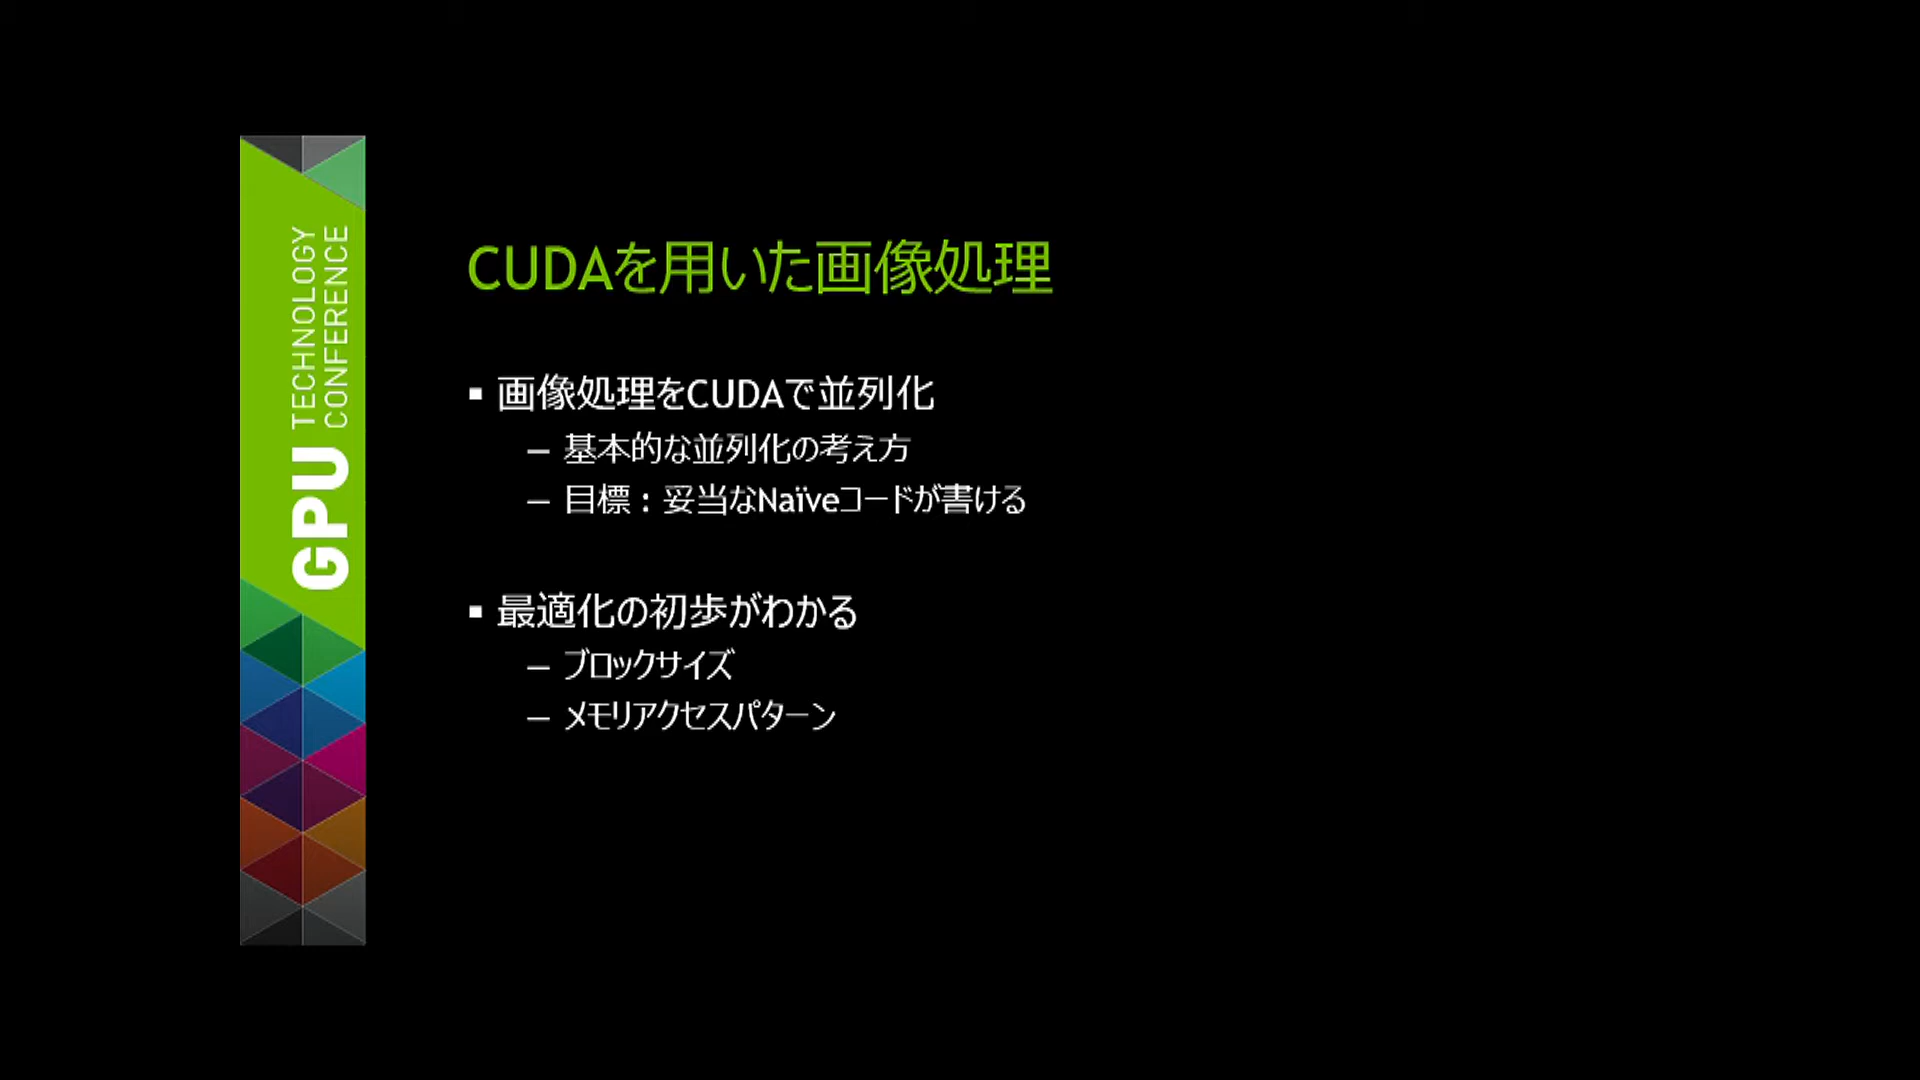 GPU TECHNOLOGY
CONFERENCE
CUDAを用いた画像処理
▪ 画像処理をCUDAで並列化
– 基本的な並列化の考え方
– 目標：妥当なNaïveコードが書ける
▪ 最適化の初歩がわかる
– ブロックサイズ
– メモリアクセスパターン